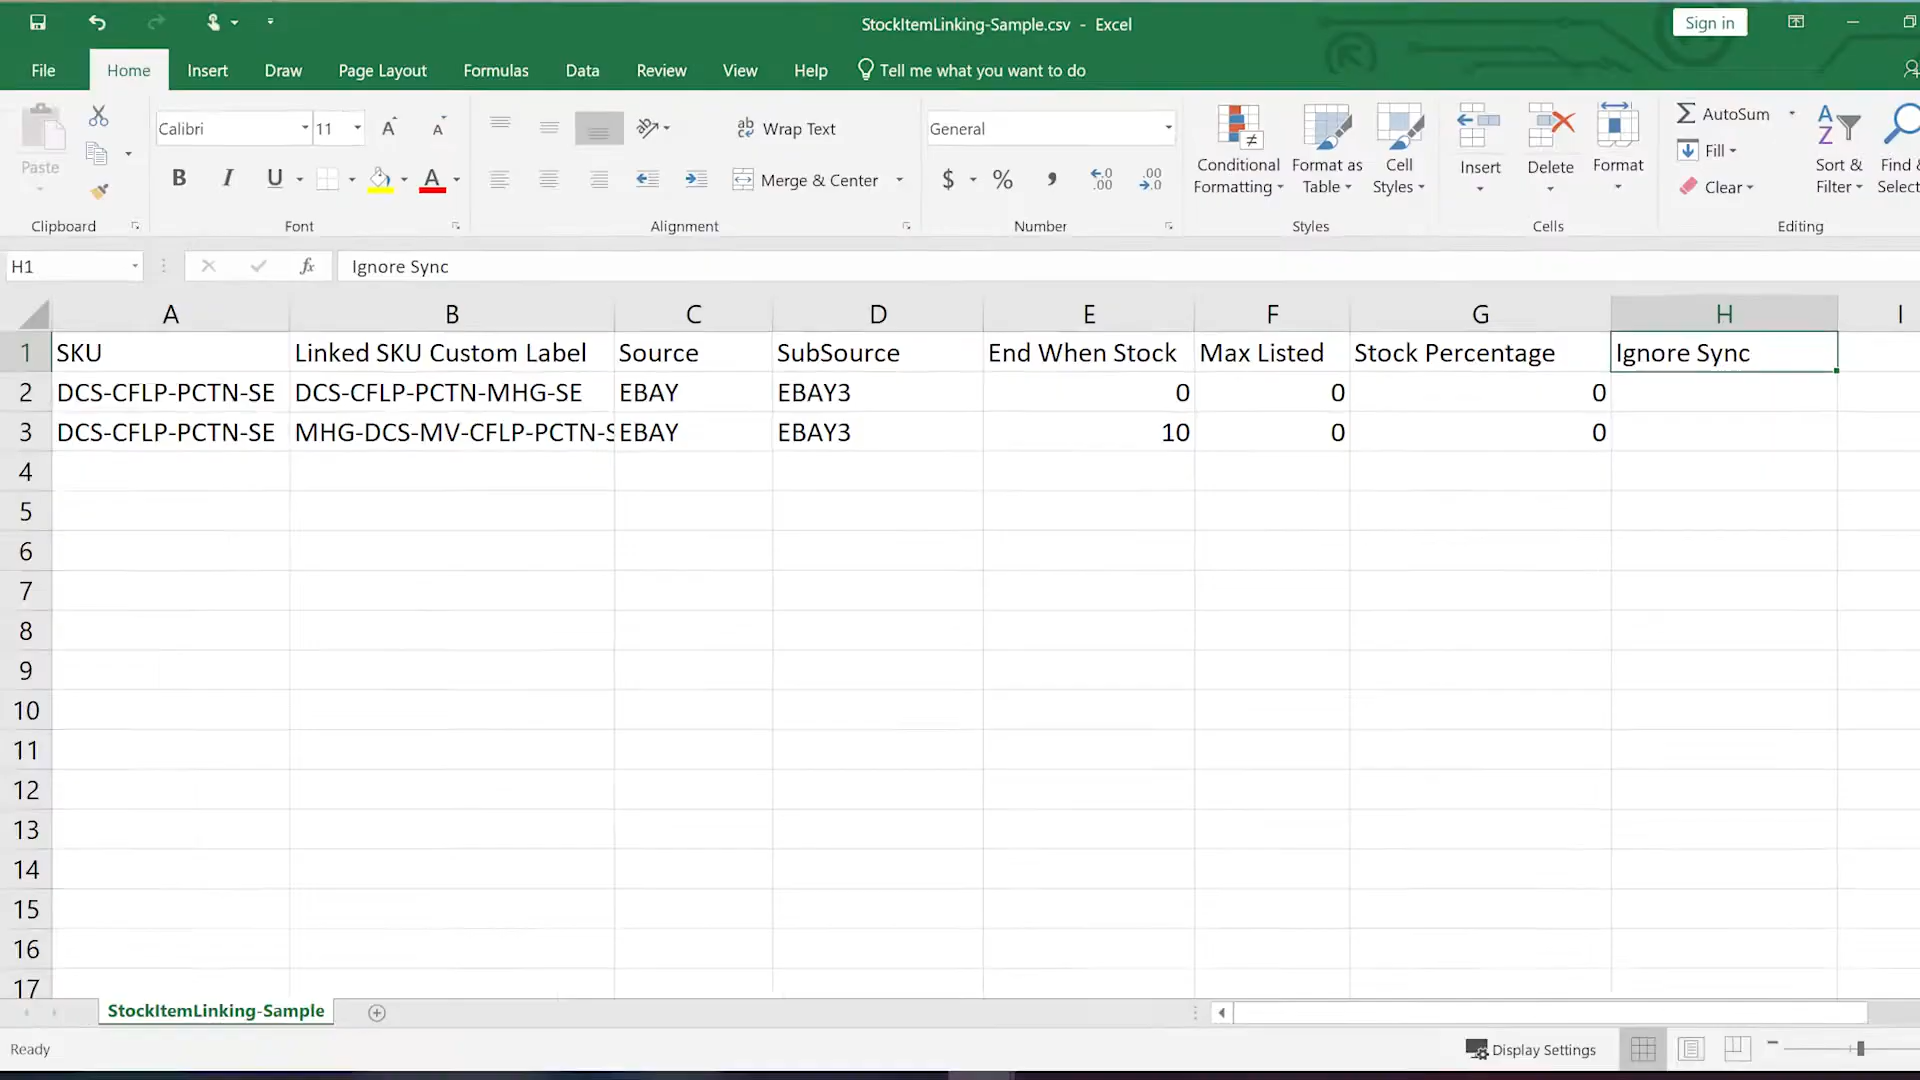 StockItemLinking-Sample.csv - Excel
Sign in
File Home Insert Draw Page Layout Formulas Data Review View Help Tell me what you want to do
Paste
Clipboard
Calibri 11
B I U A
Font
Wrap Text
Merge & Center
Alignment
General
$ % ,
Number
Conditional Formatting
Format as Table
Cell Styles
Styles
Insert
Delete
Format
Cells
AutoSum
Fill
Clear
Sort & Filter
Find &
Select
Editing
H1 fx Ignore Sync
A B C D E F G H I
1 SKU Linked SKU Custom Label Source SubSource End When Stock Max Listed Stock Percentage Ignore Sync
2 DCS-CFLP-PCTN-SE DCS-CFLP-PCTN-MHG-SE EBAY EBAY3 0 0 0
3 DCS-CFLP-PCTN-SE MHG-DCS-MV-CFLP-PCTN-S EBAY EBAY3 10 0 0
4
5
6
7
8
9
10
11
12
13
14
15
16
17
StockItemLinking-Sample
Ready
Display Settings